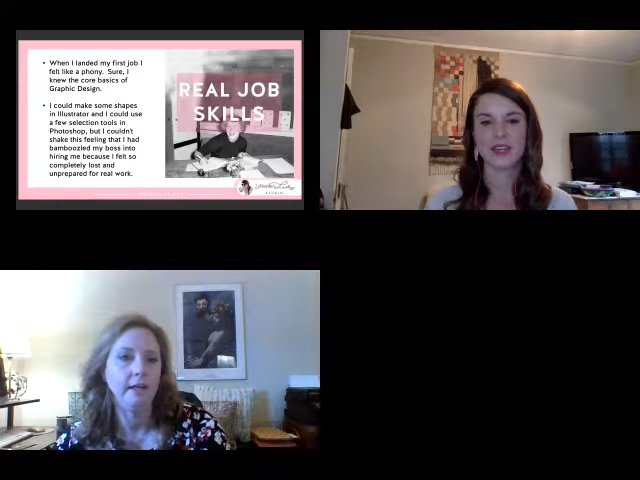 • When I landed my first job I
felt like a phony. Sure, I
knew the core basics of
Graphic Design.
• I could make some shapes
in Illustrator and I could use
a few selection tools in
Photoshop, but I couldn't
shake this feeling that I had
bamboozled my boss into
hiring me because I felt so
completely lost and
unprepared for real work.
REAL JOB
SKILLS